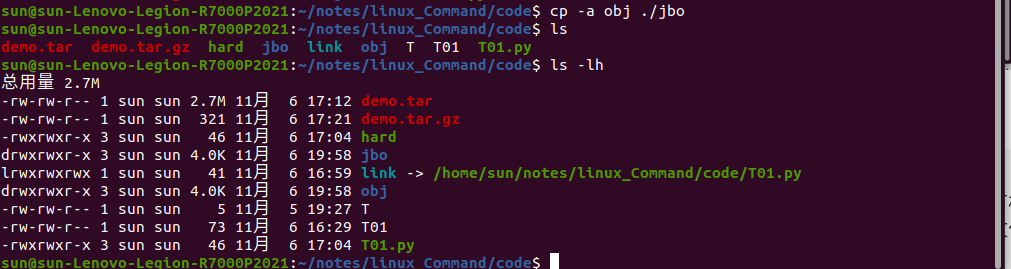 sun@sun-Lenovo-Legion-R7000P2021:~/notes/linux_Command/code$ cp -a obj ./jbo
sun@sun-Lenovo-Legion-R7000P2021:~/notes/linux_Command/code$ ls
demo.tar  demo.tar.gz  hard  jbo  link  obj  T  T01  T01.py
sun@sun-Lenovo-Legion-R7000P2021:~/notes/linux_Command/code$ ls -lh
总用量 2.7M
-rw-rw-r-- 1 sun sun 2.7M 11月  6 17:12 demo.tar
-rw-rw-r-- 1 sun sun  321 11月  6 17:21 demo.tar.gz
-rwxrwxr-x 3 sun sun   46 11月  6 17:04 hard
drwxrwxr-x 3 sun sun 4.0K 11月  6 19:58 jbo
lrwxrwxrwx 1 sun sun   41 11月  6 16:59 link -> /home/sun/notes/linux_Command/code/T01.py
drwxrwxr-x 3 sun sun 4.0K 11月  6 19:58 obj
-rw-rw-r-- 1 sun sun    5 11月  5 19:27 T
-rw-rw-r-- 1 sun sun   73 11月  6 16:29 T01
-rwxrwxr-x 3 sun sun   46 11月  6 17:04 T01.py
sun@sun-Lenovo-Legion-R7000P2021:~/notes/linux_Command/code$